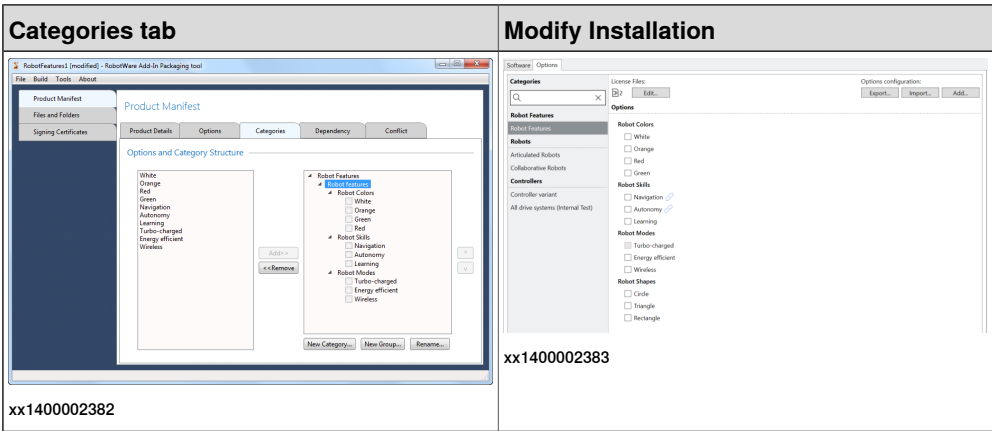 Categories tab
Modify Installation
RobotFeatures1 [modified] - RobotWare Add-In Packaging tool
File Build Tools About
Product Manifest
Files and Folders
Signing Certificates
Product Manifest
Product Details Options Categories Dependency Conflict
Options and Category Structure
White
Orange
Red
Green
Navigation
Autonomy
Learning
Turbo-charged
Energy efficient
Wireless
Add>>
<<Remove
Robot Features
Robot features
Robot Colors
White
Orange
Green
Red
Robot Skills
Navigation
Autonomy
Learning
Robot Modes
Turbo-charged
Energy efficient
Wireless
New Category... New Group... Rename...
xx1400002382
Software Options
Categories
Robot Features
Robot Features
Robots
Articulated Robots
Collaborative Robots
Controllers
Controller variant
All drive systems (Internal Test)
License Files:
2 Edit...
Options configuration:
Export... Import... Add...
Options
Robot Colors
White
Orange
Red
Green
Robot Skills
Navigation
Autonomy
Learning
Robot Modes
Turbo-charged
Energy efficient
Wireless
Robot Shapes
Circle
Triangle
Rectangle
xx1400002383